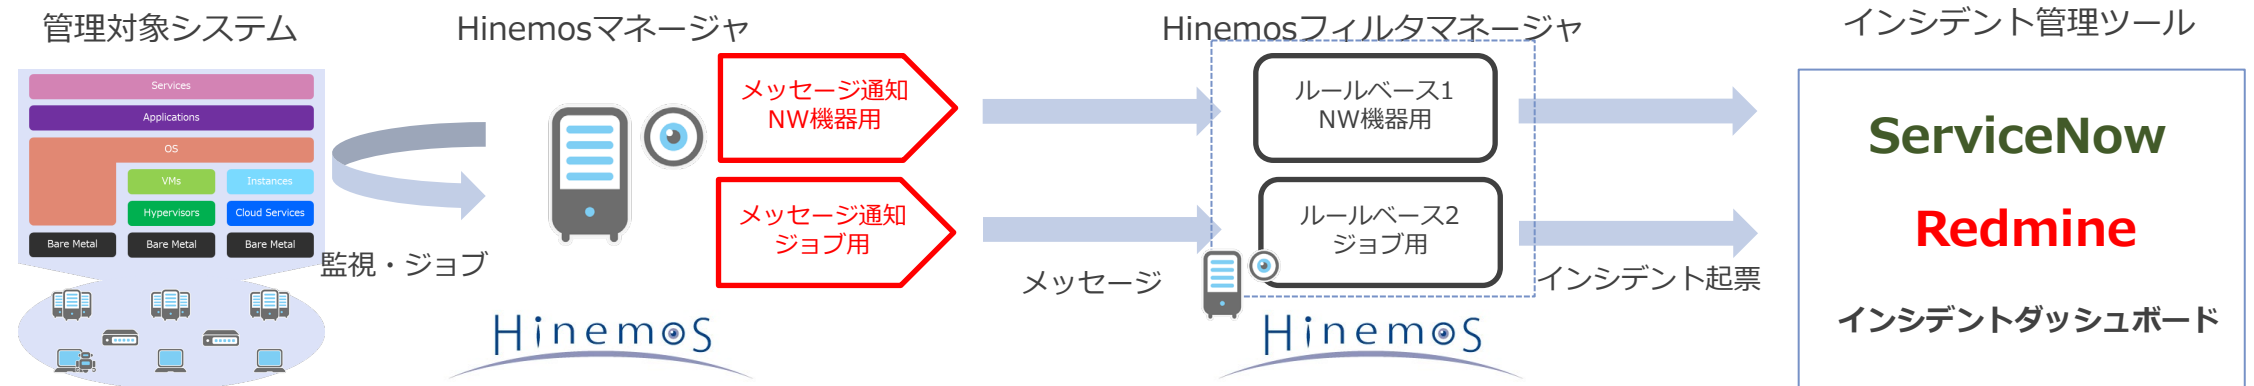 管理対象システム
Services
Applications
OS
VMs
Instances
Hypervisors
Cloud Services
Bare Metal
Bare Metal
Bare Metal
監視・ジョブ
Hinemosマネージャ
メッセージ通知
NW機器用
メッセージ通知
ジョブ用
Hinemos
メッセージ
Hinemosフィルタマネージャ
ルールベース1
NW機器用
ルールベース2
ジョブ用
Hinemos
インシデント起票
インシデント管理ツール
ServiceNow
Redmine
インシデントダッシュボード